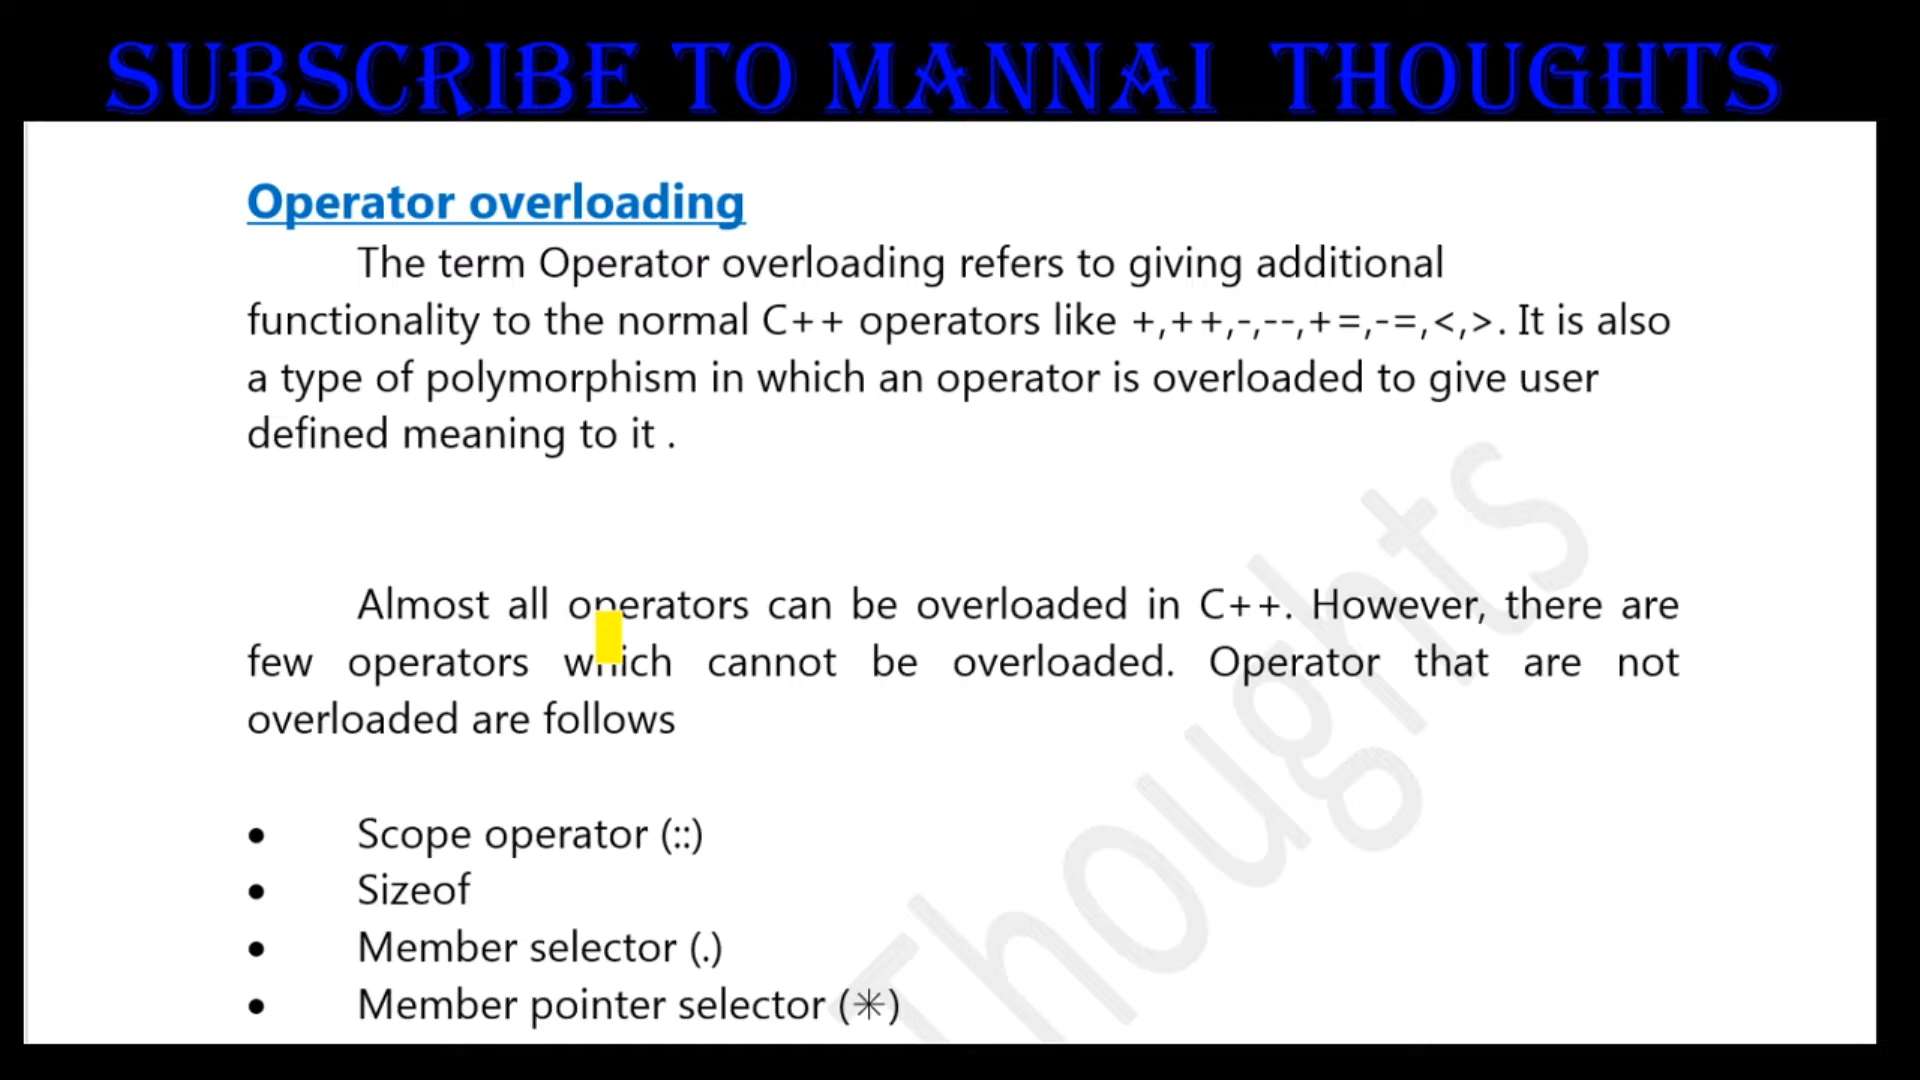 SUBSCRIBE TO MANNAI THOUGHTS
Operator overloading
The term Operator overloading refers to giving additional
functionality to the normal C++ operators like +,++,-,--,+=,-=,<,>. It is also
a type of polymorphism in which an operator is overloaded to give user
defined meaning to it .
Almost all operators can be overloaded in C++. However, there are
few operators which cannot be overloaded. Operator that are not
overloaded are follows
• Scope operator (::)
• Sizeof
• Member selector (.)
• Member pointer selector (*)
Thoughts